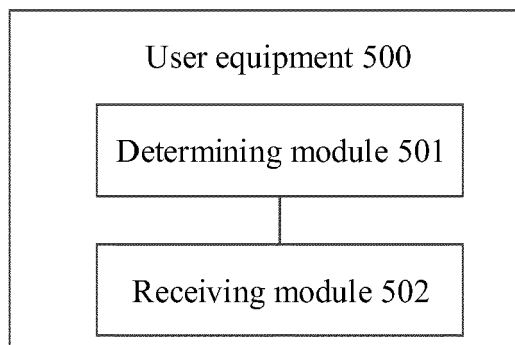 User equipment 500
Determining module 501
Receiving module 502